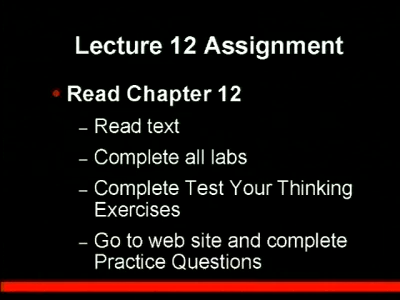 Lecture 12 Assignment
• Read Chapter 12
– Read text
– Complete all labs
– Complete Test Your Thinking
Exercises
– Go to web site and complete
Practice Questions